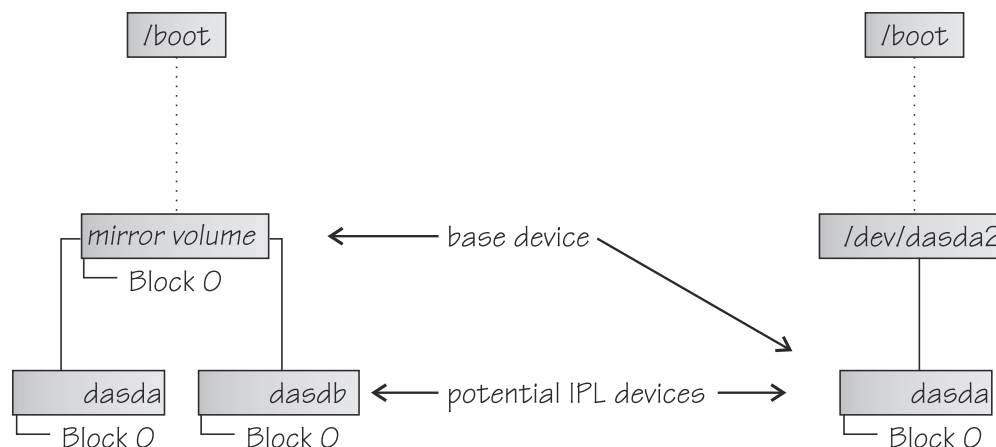 /boot /boot
mirror volume base device /dev/dasda2
Block 0
dasda dasdb potential IPL devices dasda
Block 0 Block 0 Block 0